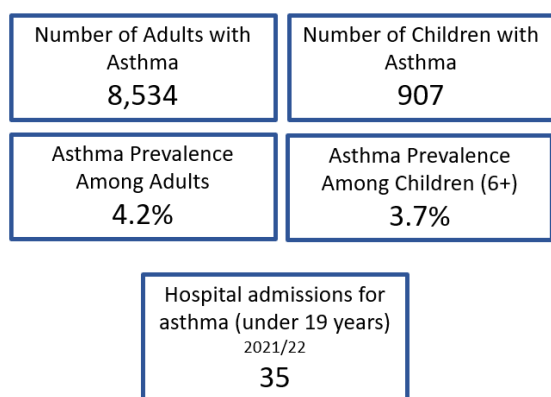 Number of Adults with
Asthma
8,534
Number of Children with
Asthma
907
Asthma Prevalence
Among Adults
4.2%
Asthma Prevalence
Among Children (6+)
3.7%
Hospital admissions for
asthma (under 19 years)
2021/22
35